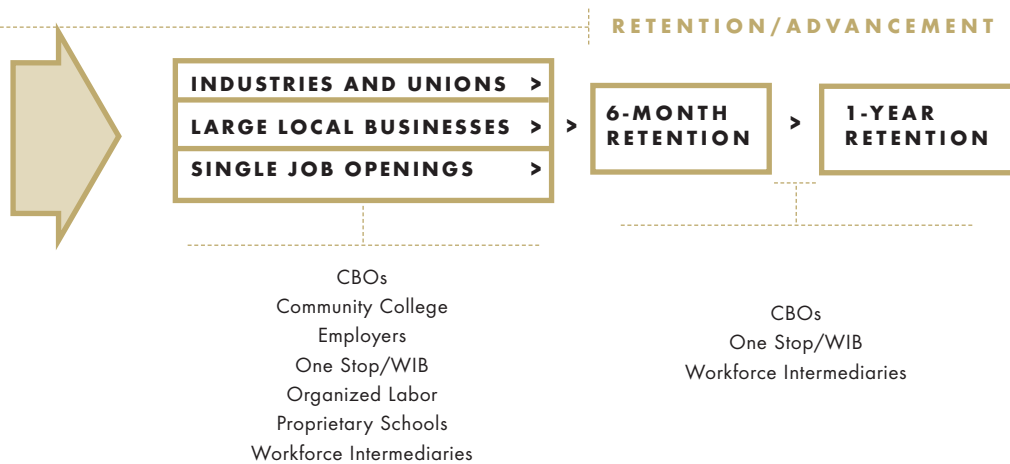 RETENTION/ADVANCEMENT
INDUSTRIES AND UNIONS >
LARGE LOCAL BUSINESSES > >
SINGLE JOB OPENINGS >
6-MONTH
RETENTION
>
1-YEAR
RETENTION
CBOs
Community College
Employers
One Stop/WIB
Organized Labor
Proprietary Schools
Workforce Intermediaries
CBOs
One Stop/WIB
Workforce Intermediaries